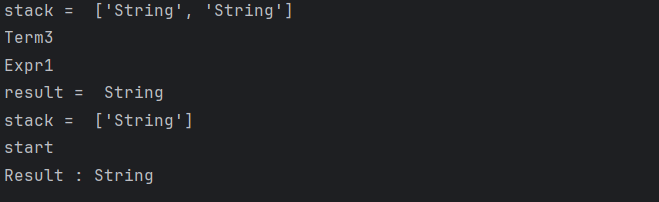 stack =  ['String', 'String']
Term3
Expr1
result =  String
stack =  ['String']
start
Result : String